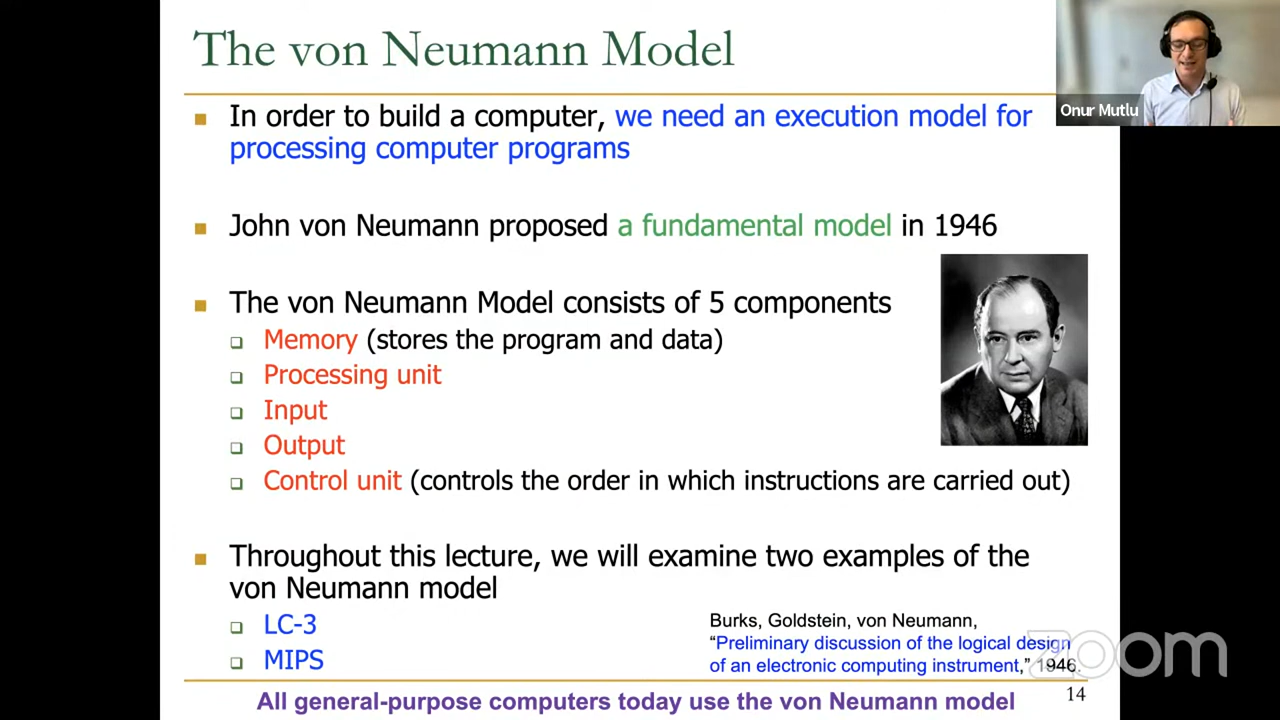 The von Neumann Model
Onur Mutlu
In order to build a computer, we need an execution model for
processing computer programs
John von Neumann proposed a fundamental model in 1946
The von Neumann Model consists of 5 components
Memory (stores the program and data)
Processing unit
Input
Output
Control unit (controls the order in which instructions are carried out)
Throughout this lecture, we will examine two examples of the
von Neumann model
LC-3
MIPS
Burks, Goldstein, von Neumann,
“Preliminary discussion of the logical design
of an electronic computing instrument,” 1946.
zoom
All general-purpose computers today use the von Neumann model
14